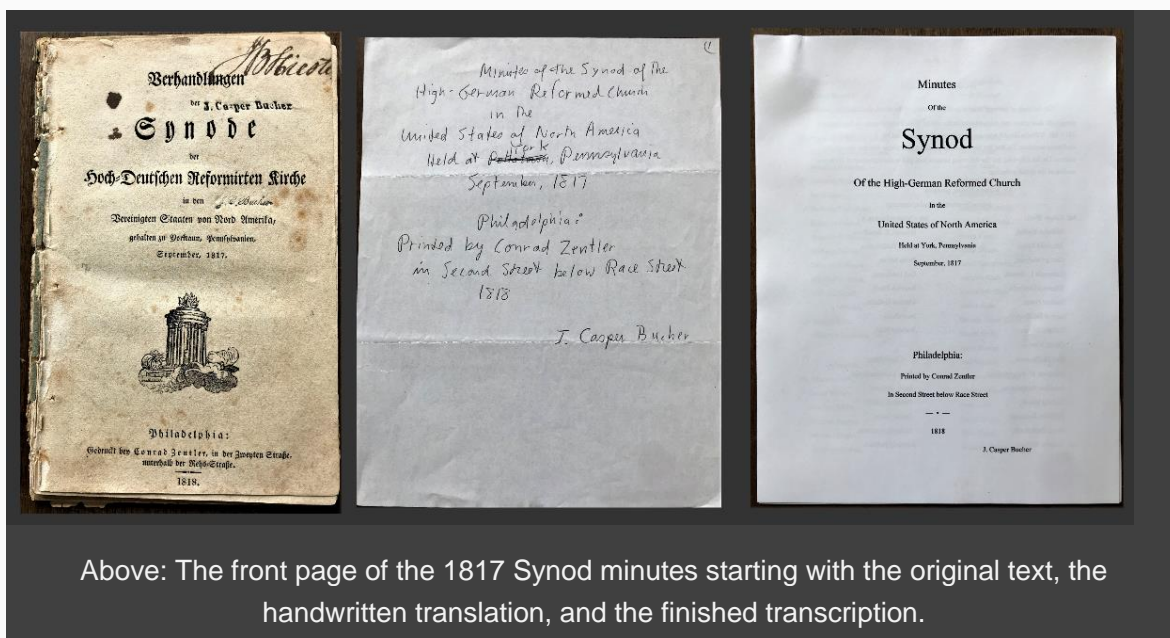 Verhandlungen
der J. Casper Bucher
Synode
der
Hoch-Deutschen Reformirten Kirche
in den J. C. Bucher
Vereinigten Staaten von Nord Amerika,
gehalten zu Yorkaun, Pennsylvanien,
September, 1817.
Philadelphia:
Gedruckt bey Conrad Zentler, in der Zweyten Straße.
unterhalb der Rehs-Straße.
1818.
Minutes of the Synod of the
High-German Reformed Church
in the
United States of North America
York
Held at, Pennsylvania
September, 1817
Philadelphia:
Printed by Conrad Zentler
in Second Street below Race Street
1818
J. Casper Bucher
Minutes
Of the
Synod
Of the High-German Reformed Church
in the
United States of North America
Held at York, Pennsylvania
September, 1817
Philadelphia:
Printed by Conrad Zentler
In Second Street below Race Street
1818
J. Casper Bucher
Above: The front page of the 1817 Synod minutes starting with the original text, the
handwritten translation, and the finished transcription.